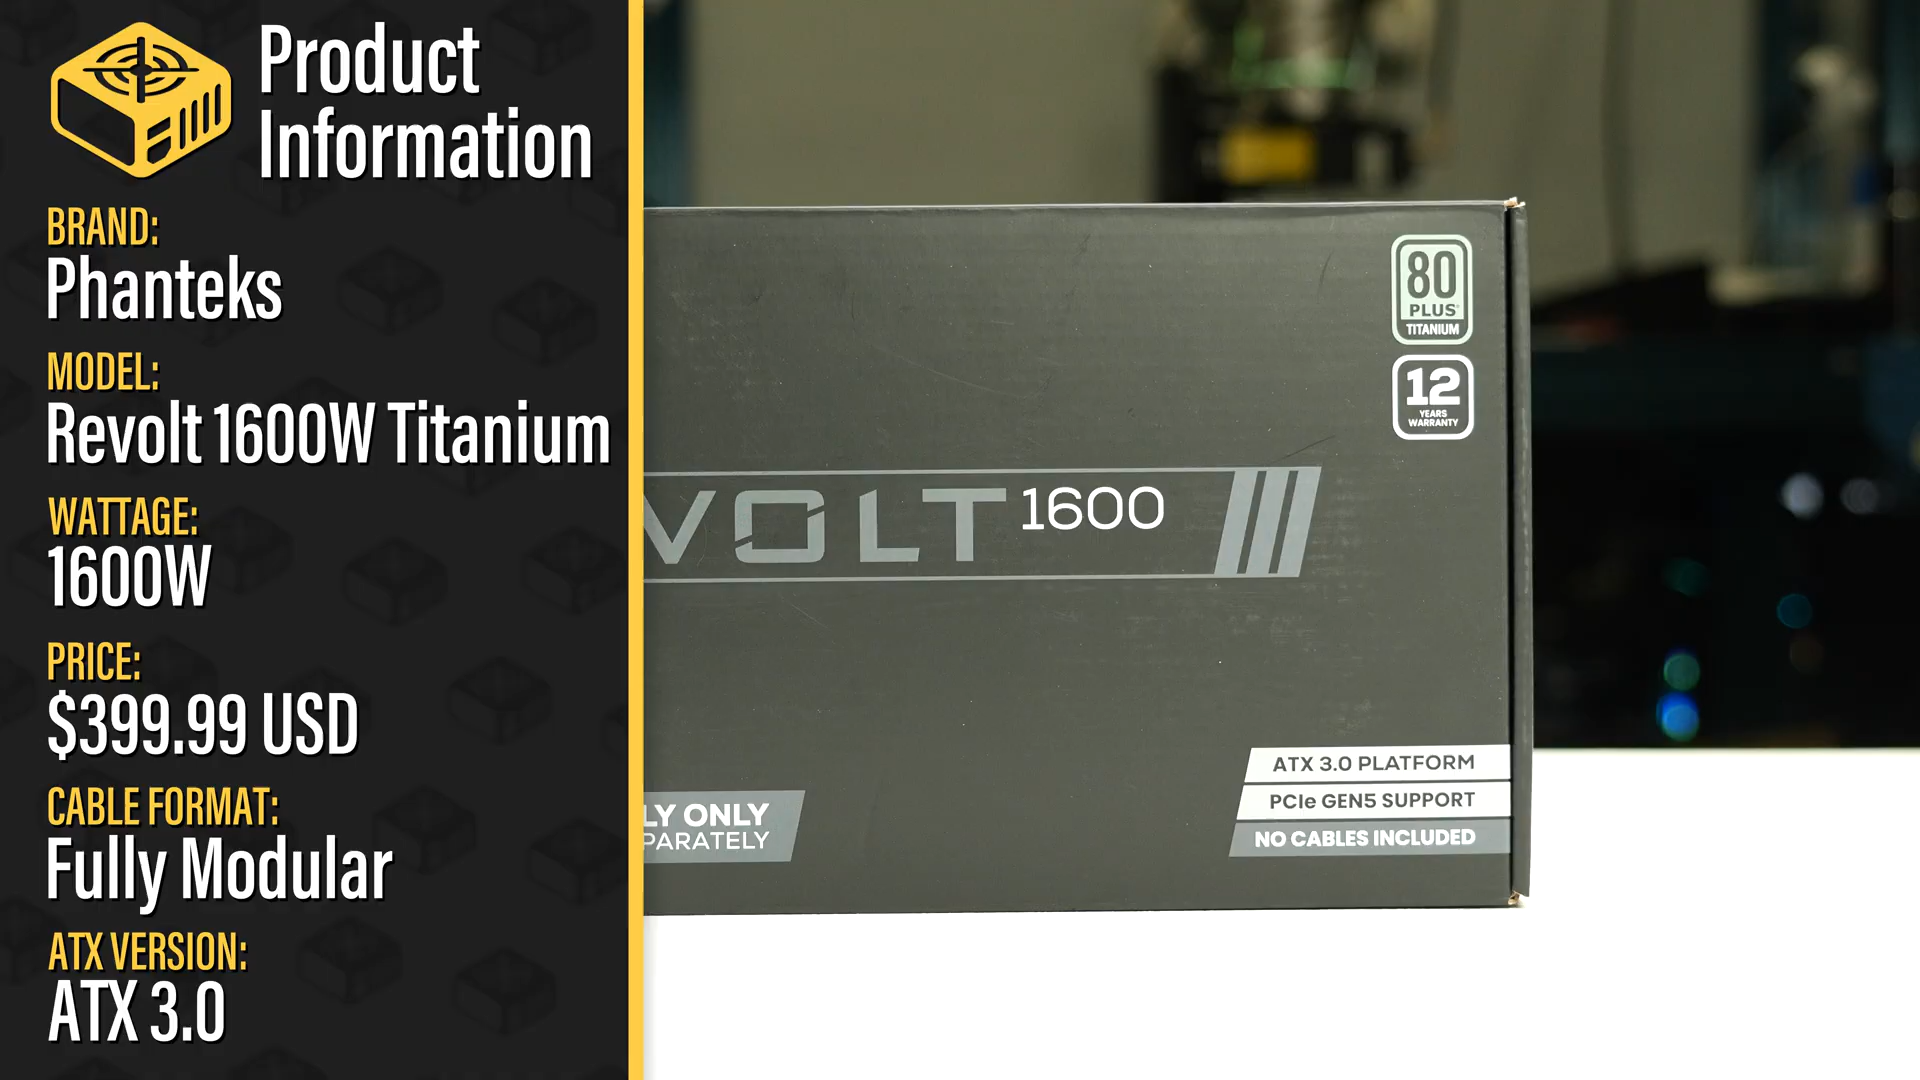 Product
Information
BRAND:
Phanteks
MODEL:
Revolt 1600W Titanium
WATTAGE:
1600W
PRICE:
$399.99 USD
CABLE FORMAT:
Fully Modular
ATX VERSION:
ATX 3.0
80
PLUS
TITANIUM
12
YEARS
WARRANTY
VOLT 1600
LY ONLY
PARATELY
ATX 3.0 PLATFORM
PCIe GEN5 SUPPORT
NO CABLES INCLUDED